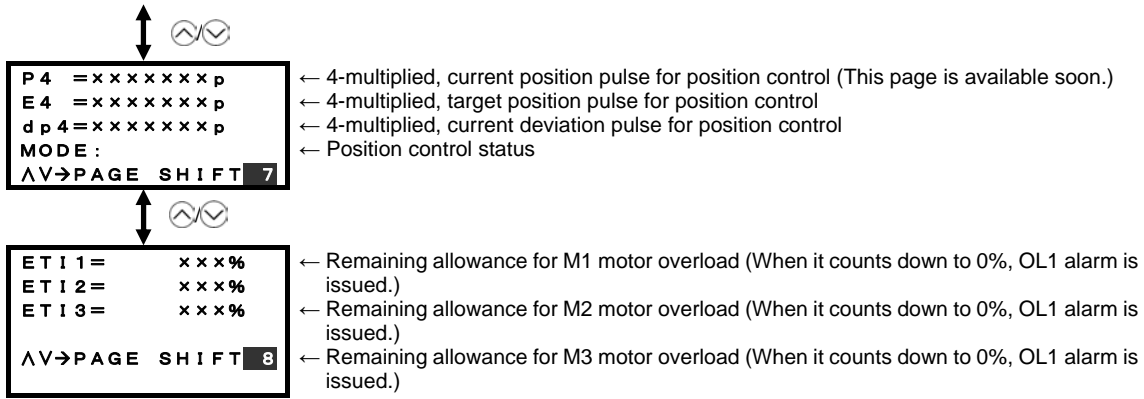 P4 =×××××××p ← 4-multiplied, current position pulse for position control (This page is available soon.)
E4 =×××××××p ← 4-multiplied, target position pulse for position control
dp4=×××××××p ← 4-multiplied, current deviation pulse for position control
MODE: ← Position control status
∧∨→PAGE SHIFT 7
ETI1= ×××% ← Remaining allowance for M1 motor overload (When it counts down to 0%, OL1 alarm is
issued.)
ETI2= ×××%
ETI3= ×××% ← Remaining allowance for M2 motor overload (When it counts down to 0%, OL1 alarm is
issued.)
∧∨→PAGE SHIFT 8 ← Remaining allowance for M3 motor overload (When it counts down to 0%, OL1 alarm is
issued.)